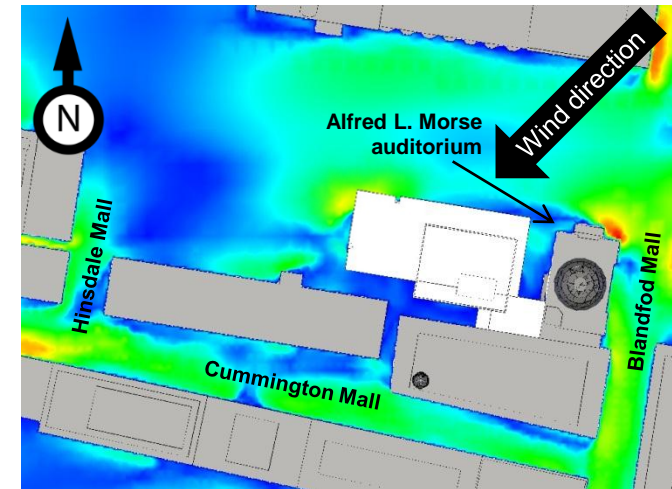 N
Wind direction
Alfred L. Morse
auditorium
Hinsdale Mall
Blandfod Mall
Cummington Mall